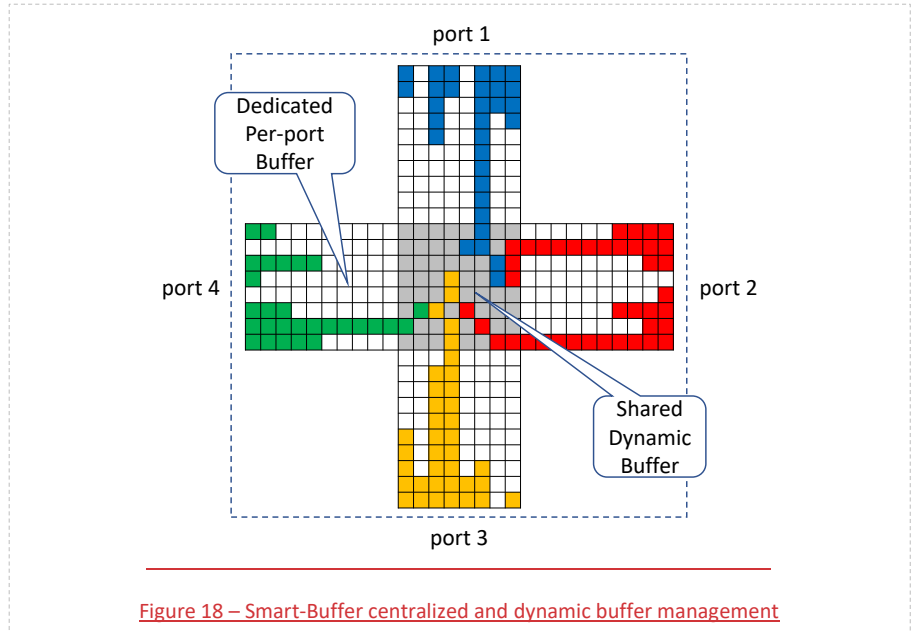 port 1
Dedicated
Per-port
Buffer
port 4
port 2
Shared
Dynamic
Buffer
port 3
Figure 18 – Smart-Buffer centralized and dynamic buffer management